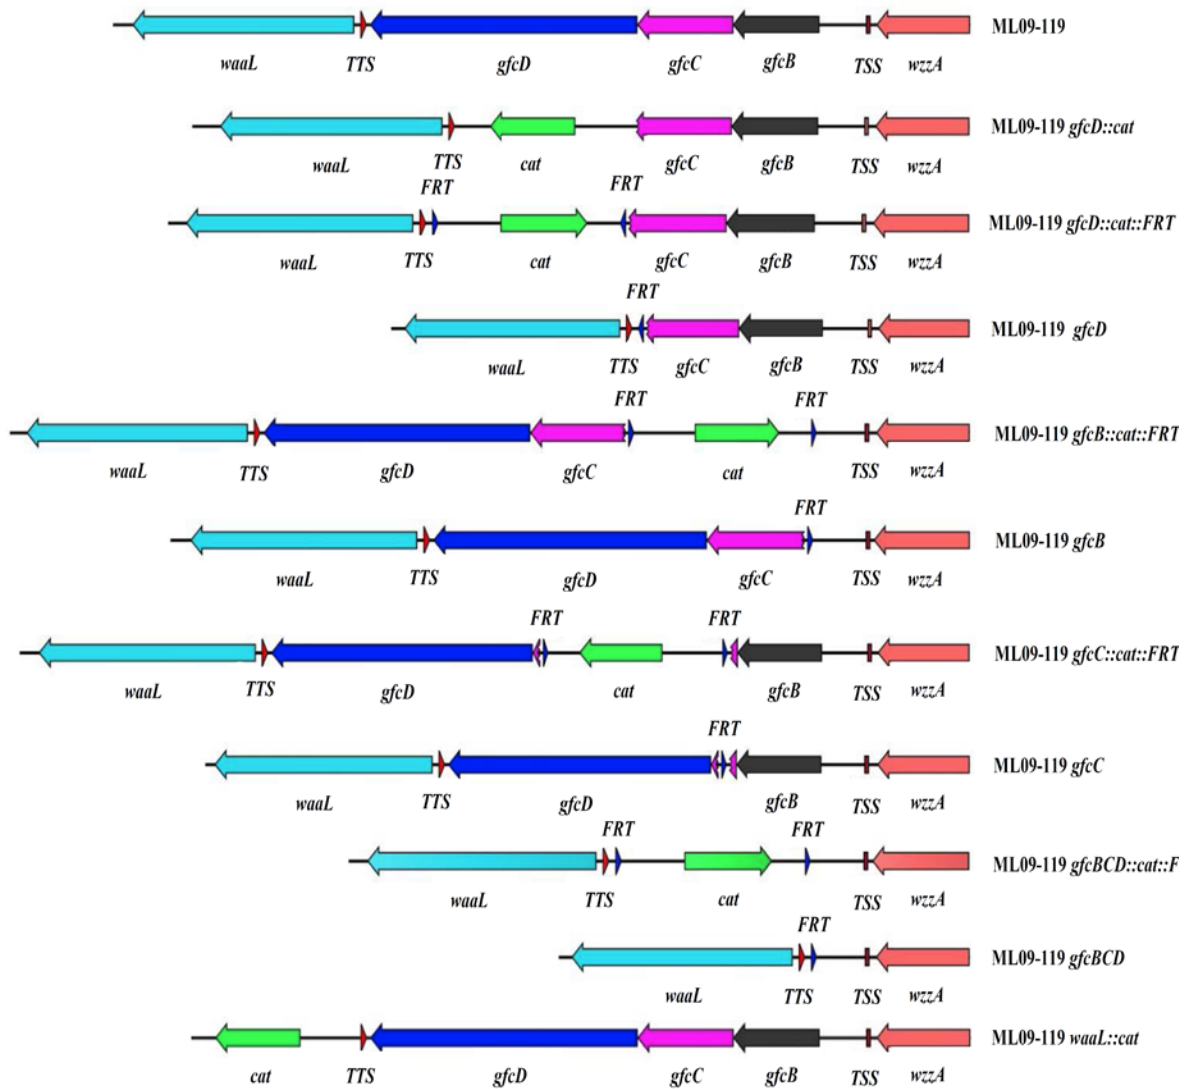 ML09-119
waaL TTS gfcD gfcC gfcB TSS wzzA
ML09-119 gfcD::cat
waaL TTS cat gfcC gfcB TSS wzzA
FRT FRT
ML09-119 gfcD::cat::FRT
waaL TTS cat gfcC gfcB TSS wzzA
FRT
ML09-119 gfcD
waaL TTS gfcC gfcB TSS wzzA
FRT FRT
ML09-119 gfcB::cat::FRT
waaL TTS gfcD gfcC cat TSS wzzA
FRT
ML09-119 gfcB
waaL TTS gfcD gfcC TSS wzzA
FRT FRT
ML09-119 gfcC::cat::FRT
waaL TTS gfcD cat gfcB TSS wzzA
FRT
ML09-119 gfcC
waaL TTS gfcD gfcB TSS wzzA
FRT FRT
ML09-119 gfcBCD::cat::F
waaL TTS cat TSS wzzA
FRT
ML09-119 gfcBCD
waaL TTS TSS wzzA
ML09-119 waaL::cat
cat TTS gfcD gfcC gfcB TSS wzzA